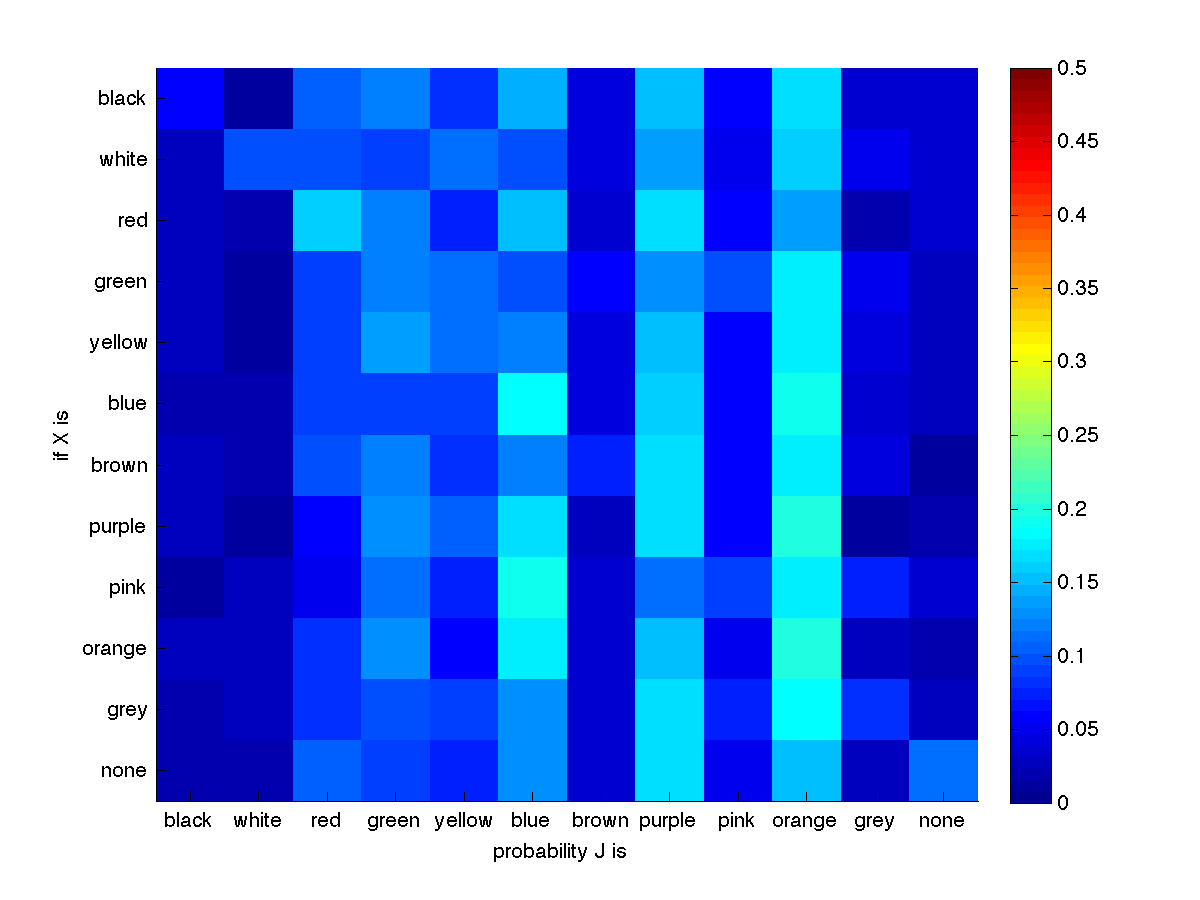 black
white
red
green
yellow
blue
brown
purple
pink
orange
grey
none
if X is
black white red green yellow blue brown purple pink orange grey none
probability J is
0.5
0.45
0.4
0.35
0.3
0.25
0.2
0.15
0.1
0.05
0